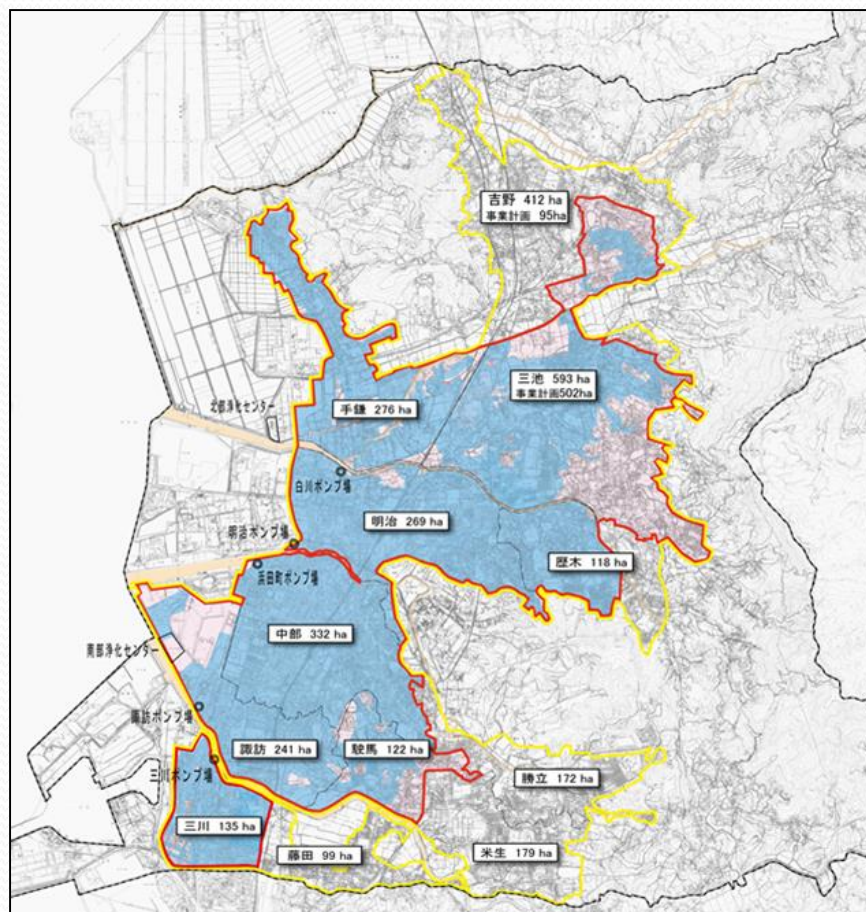 吉野 412 ha
事業計画 95ha
三池 593 ha
事業計画502ha
手鎌 276 ha
北部浄化センター
白川ポンプ場
明治 269 ha
明治ポンプ場
浜田町ポンプ場
歴木 118 ha
中部 332 ha
南部浄化センター
諏訪ポンプ場
諏訪 241 ha
駛馬 122 ha
三川ポンプ場
勝立 172 ha
三川 135 ha
藤田 99 ha
米生 179 ha